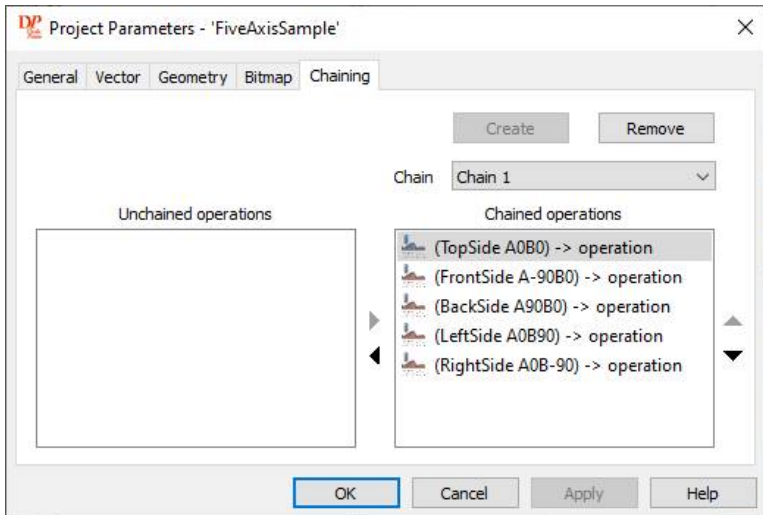 DP Project Parameters - 'FiveAxisSample'
General Vector Geometry Bitmap Chaining
Create Remove
Chain Chain 1
Unchained operations Chained operations
(TopSide A0B0) -> operation
(FrontSide A-90B0) -> operation
(BackSide A90B0) -> operation
(LeftSide A0B90) -> operation
(RightSide A0B-90) -> operation
OK Cancel Apply Help